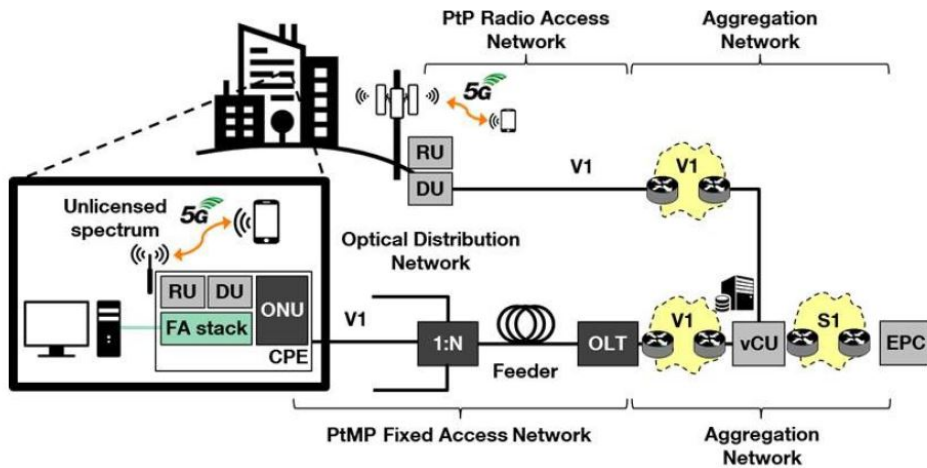 PtP Radio Access
Network
Aggregation
Network
5G
RU
DU
V1
V1
Unlicensed
spectrum
5G
Optical Distribution
Network
RU DU
ONU
FA stack
CPE
V1
1:N
Feeder
OLT
V1
vCU
S1
EPC
PtMP Fixed Access Network
Aggregation
Network